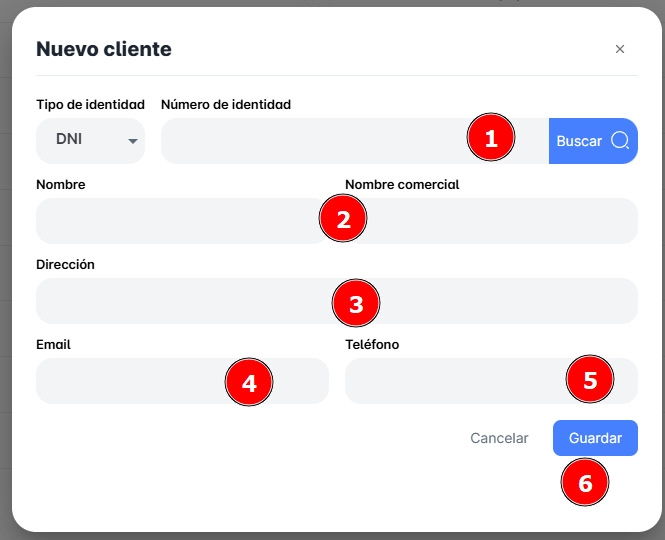 Nuevo cliente ×
Tipo de identidad Número de identidad
DNI 1 Buscar
Nombre Nombre comercial
2
Dirección
3
Email Teléfono
4 5
Cancelar Guardar
6